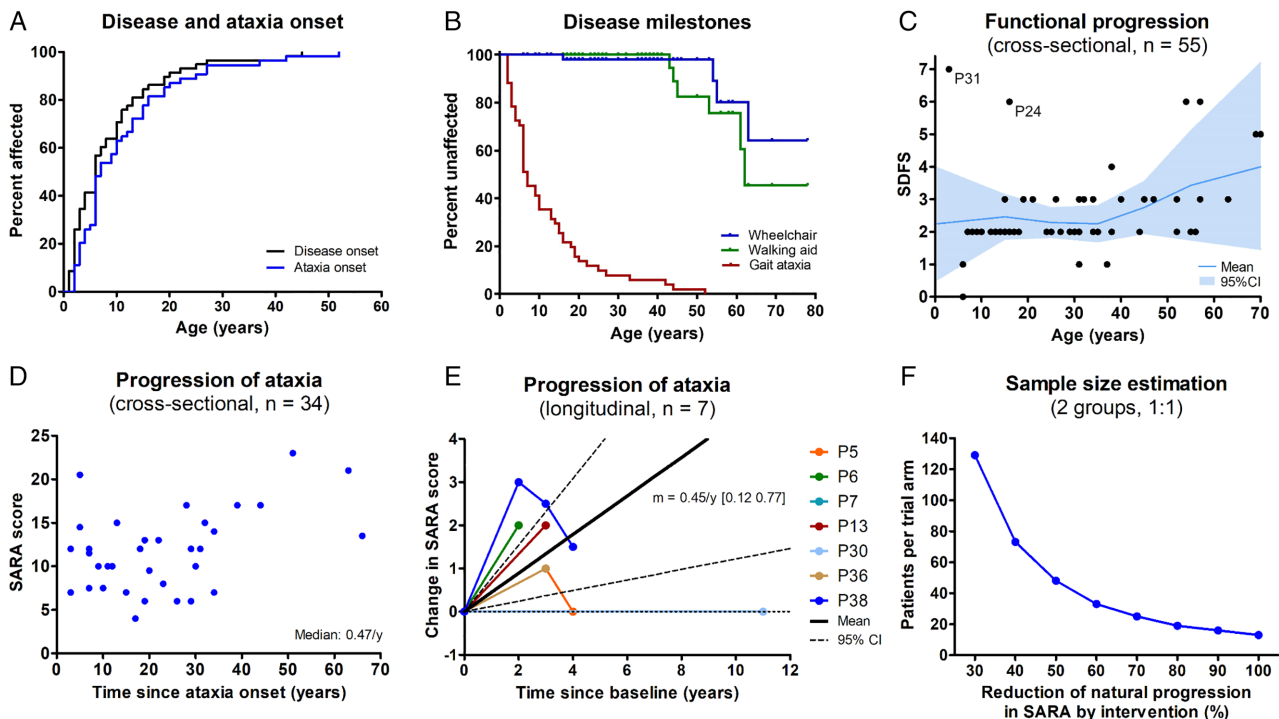 A
Disease and ataxia onset
Percent affected
100
80
60
40
20
0
Disease onset
Ataxia onset
0 10 20 30 40 50 60
Age (years)
B
Disease milestones
Percent unaffected
100
80
60
40
20
0
Wheelchair
Walking aid
Gait ataxia
0 10 20 30 40 50 60 70 80
Age (years)
C
Functional progression
(cross-sectional, n = 55)
SDFS
7
6
5
4
3
2
1
0
P31
P24
Mean
95%CI
0 10 20 30 40 50 60 70
Age (years)
D
Progression of ataxia
(cross-sectional, n = 34)
SARA score
25
20
15
10
5
0
Median: 0.47/y
0 10 20 30 40 50 60 70
Time since ataxia onset (years)
E
Progression of ataxia
(longitudinal, n = 7)
Change in SARA score
4
3
2
1
0
-1
m = 0.45/y [0.12 0.77]
P5
P6
P7
P13
P30
P36
P38
Mean
95% CI
0 2 4 6 8 10 12
Time since baseline (years)
F
Sample size estimation
(2 groups, 1:1)
Patients per trial arm
140
120
100
80
60
40
20
0
30 40 50 60 70 80 90 100
Reduction of natural progression
in SARA by intervention (%)